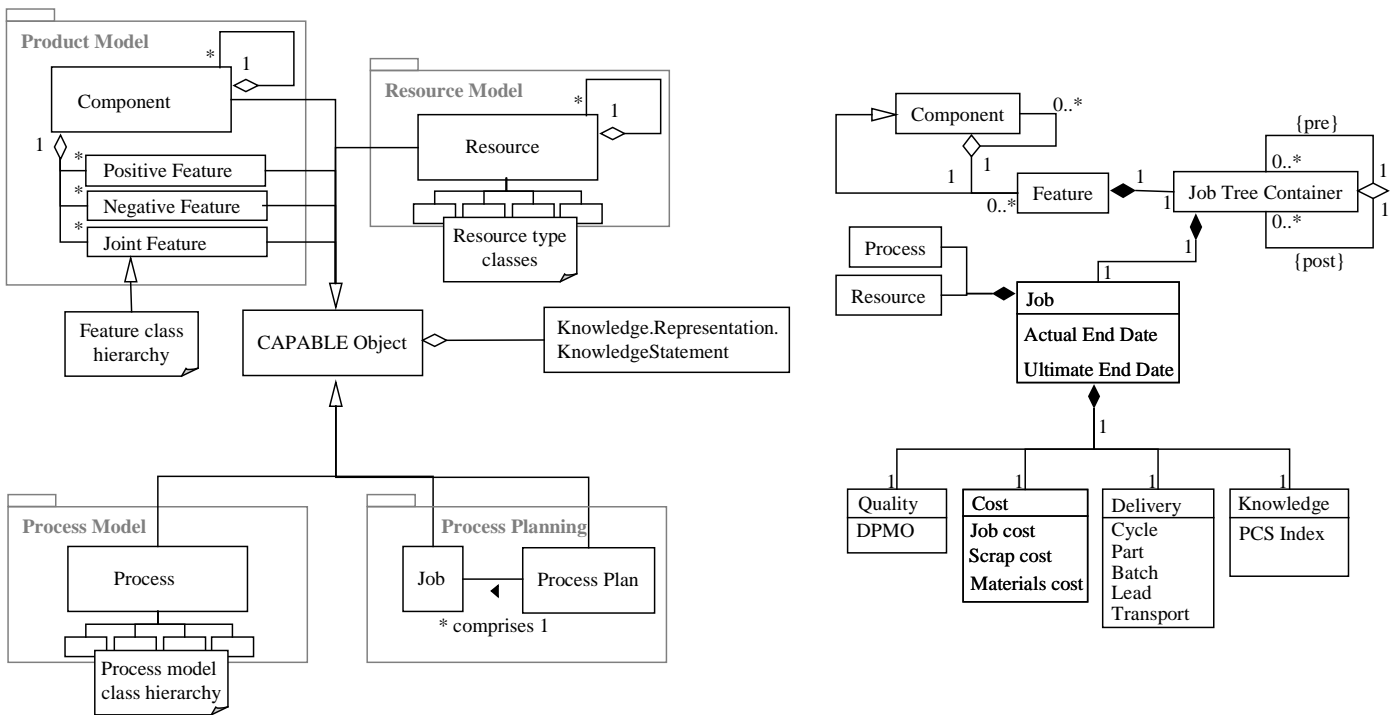 Product Model
*
1
Component
1
*
Positive Feature
*
Negative Feature
*
Joint Feature
Feature class
hierarchy
Resource Model
*
1
Resource
Resource type
classes
CAPABLE Object
Knowledge.Representation.
KnowledgeStatement
Process Model
Process
Process model
class hierarchy
Process Planning
Job
Process Plan
* comprises 1
Component
0..*
1
1
0..*
Feature
1
1
Job Tree Container
{pre}
0..*
1
1
0..*
{post}
1
1
Process
Resource
Job
Actual End Date
Ultimate End Date
1
1
Quality
DPMO
1
Cost
Job cost
Scrap cost
Materials cost
1
Delivery
Cycle
Part
Batch
Lead
Transport
1
Knowledge
PCS Index